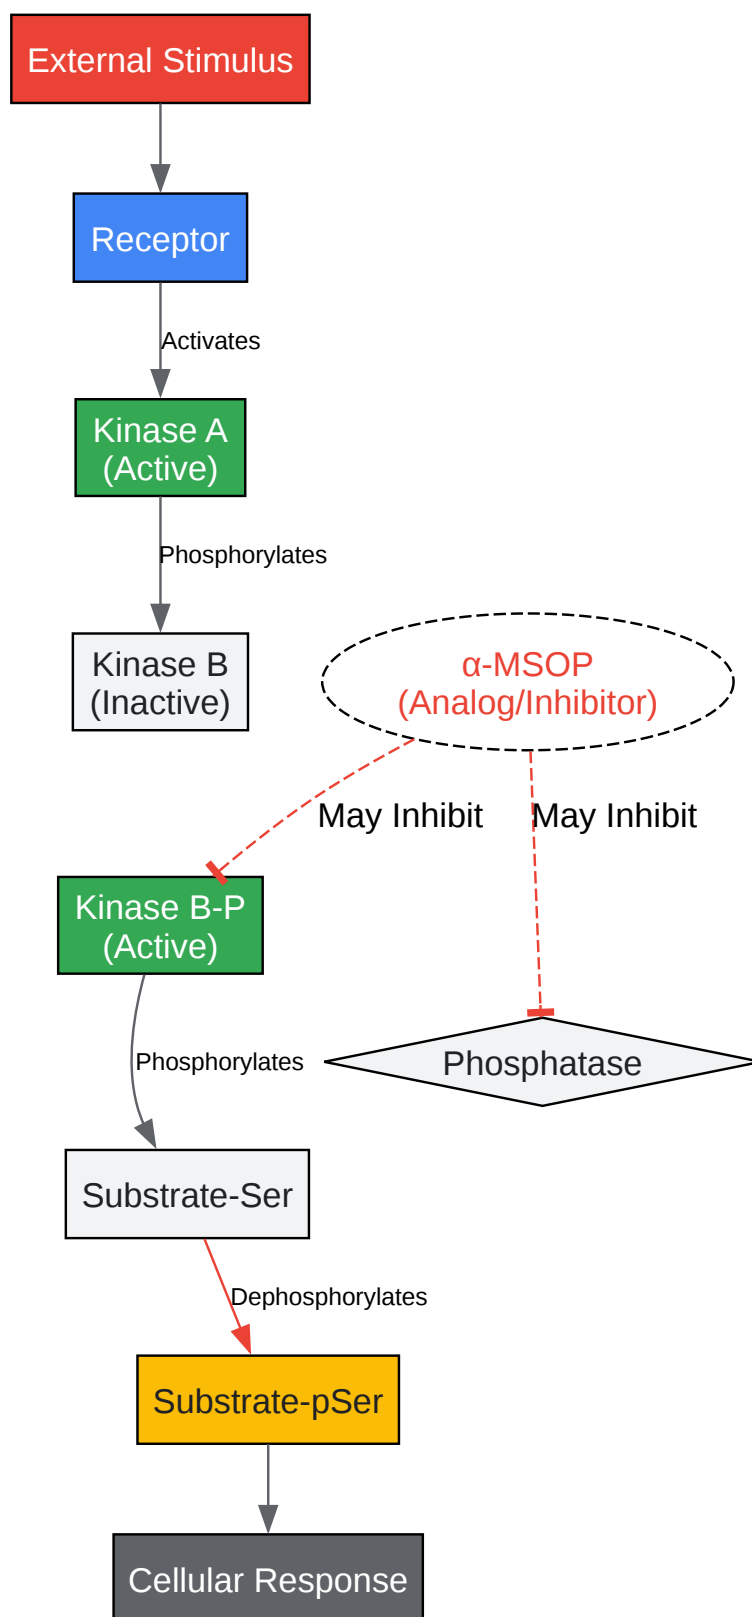 External Stimulus
Receptor
Activates
Kinase A
(Active)
Phosphorylates
Kinase B
(Inactive)
α-MSOP
(Analog/Inhibitor)
May Inhibit
May Inhibit
Kinase B-P
(Active)
Phosphorylates
Phosphatase
Substrate-Ser
Dephosphorylates
Substrate-pSer
Cellular Response